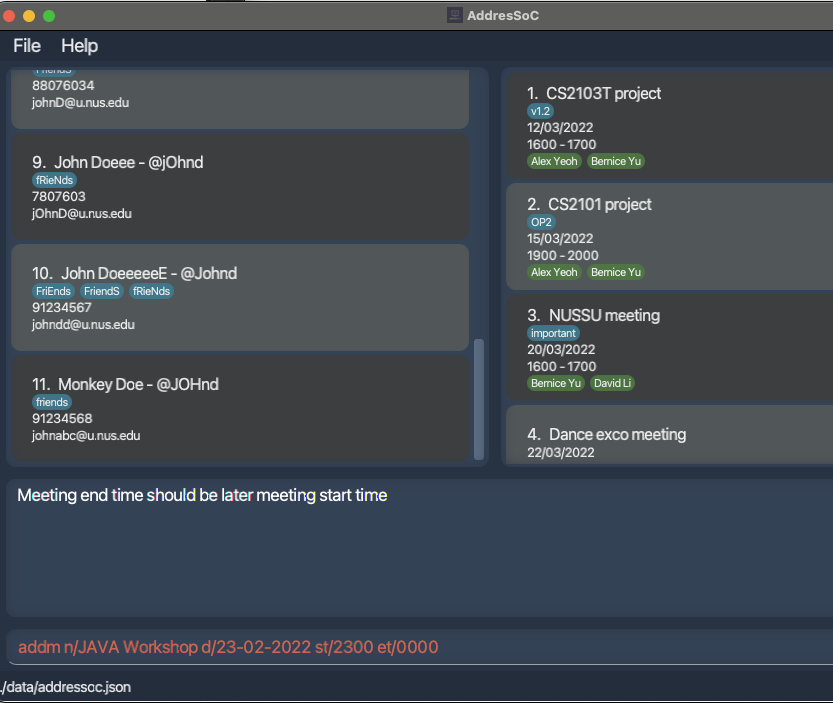 AddresSoC
File Help
FriendS
88076034
johnD@u.nus.edu
9. John Doeee - @jOhnd
fRieNds
7807603
jOhnD@u.nus.edu
10. John DoeeeeeE - @Johnd
FriEnds FriendS fRieNds
91234567
johndd@u.nus.edu
11. Monkey Doe - @JOHnd
friends
91234568
johnabc@u.nus.edu
1. CS2103T project
v1.2
12/03/2022
1600 - 1700
Alex Yeoh Bernice Yu
2. CS2101 project
OP2
15/03/2022
1900 - 2000
Alex Yeoh Bernice Yu
3. NUSSU meeting
important
20/03/2022
1600 - 1700
Bernice Yu David Li
4. Dance exco meeting
22/03/2022
Meeting end time should be later meeting start time
addm n/JAVA Workshop d/23-02-2022 st/2300 et/0000
./data/addressoc.json